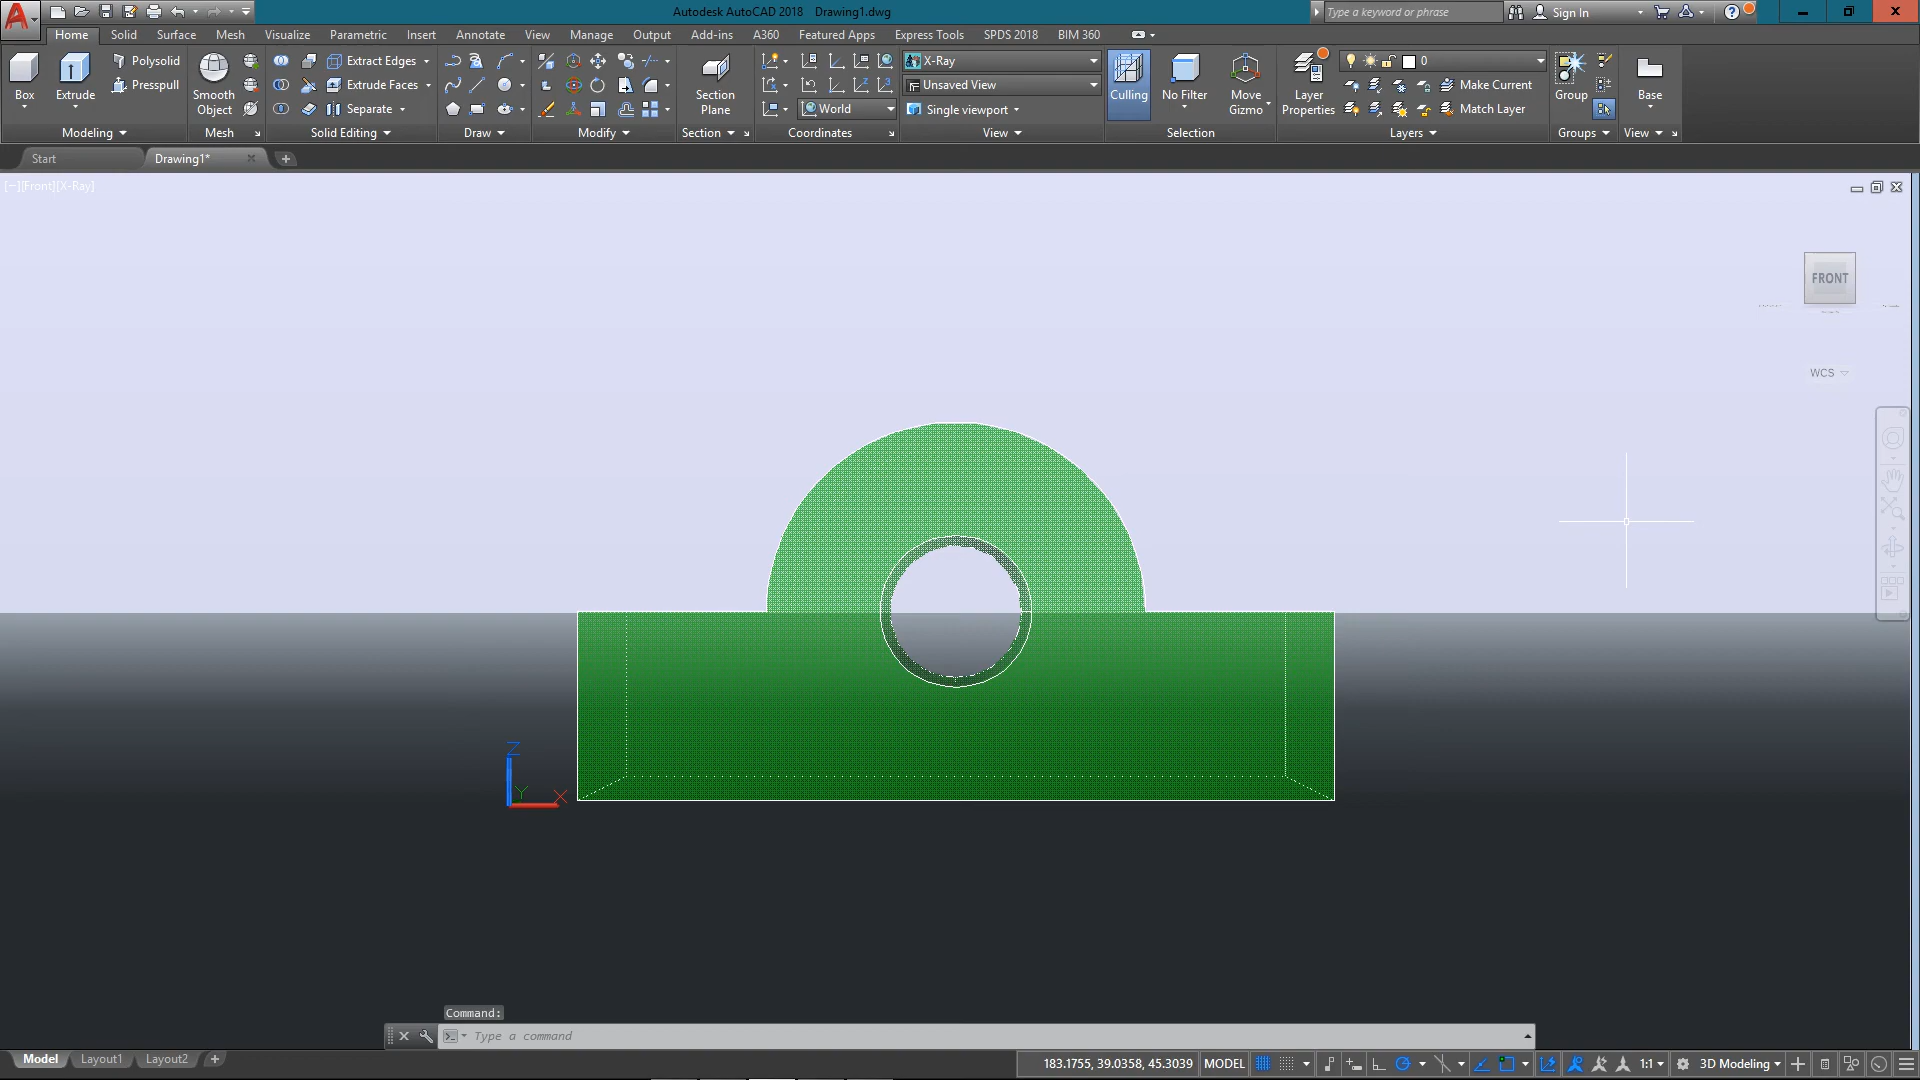 Autodesk AutoCAD 2018 Drawing1.dwg
Type a keyword or phrase
Sign In
Home Solid Surface Mesh Visualize Parametric Insert Annotate View Manage Output Add-ins A360 Featured Apps Express Tools SPDS 2018 BIM 360
Box
Extrude
Polysolid
Presspull
Smooth
Object
Extract Edges
Extrude Faces
Separate
Section
Plane
World
X-Ray
Unsaved View
Single viewport
Culling
No Filter
Move
Gizmo
Layer
Properties
0
Make Current
Match Layer
Group
Base
Modeling Mesh Solid Editing Draw Modify Section Coordinates View Selection Layers Groups View
Start Drawing1*
[−][Front][X-Ray]
FRONT
WCS
Z
Y
X
Command:
Type a command
Model Layout1 Layout2
183.1755, 39.0358, 45.3039 MODEL 1:1 3D Modeling